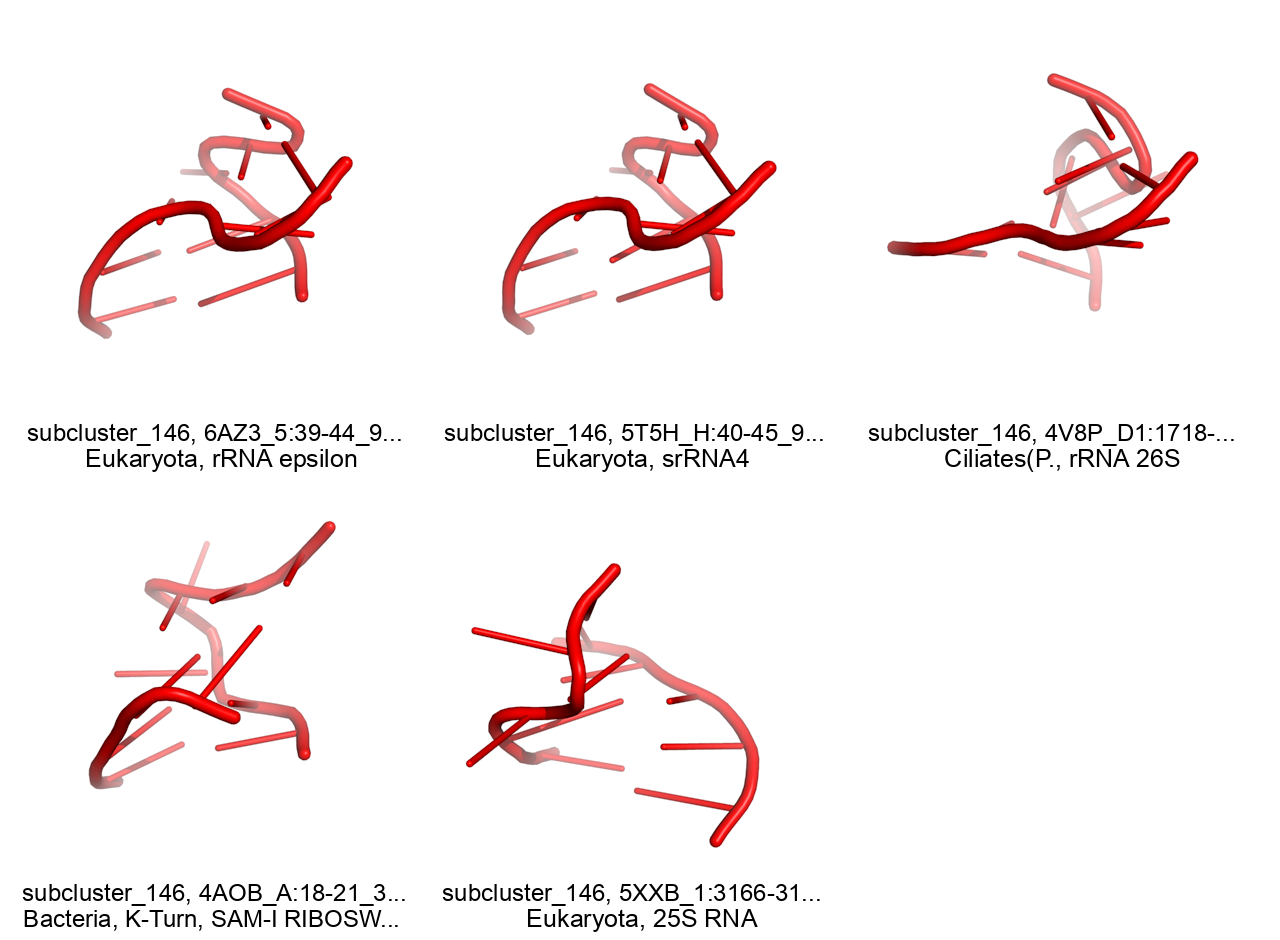 subcluster_146, 6AZ3_5:39-44_9...
Eukaryota, rRNA epsilon
subcluster_146, 5T5H_H:40-45_9...
Eukaryota, srRNA4
subcluster_146, 4V8P_D1:1718-...
Ciliates(P., rRNA 26S
subcluster_146, 4AOB_A:18-21_3...
Bacteria, K-Turn, SAM-I RIBOSW...
subcluster_146, 5XXB_1:3166-31...
Eukaryota, 25S RNA